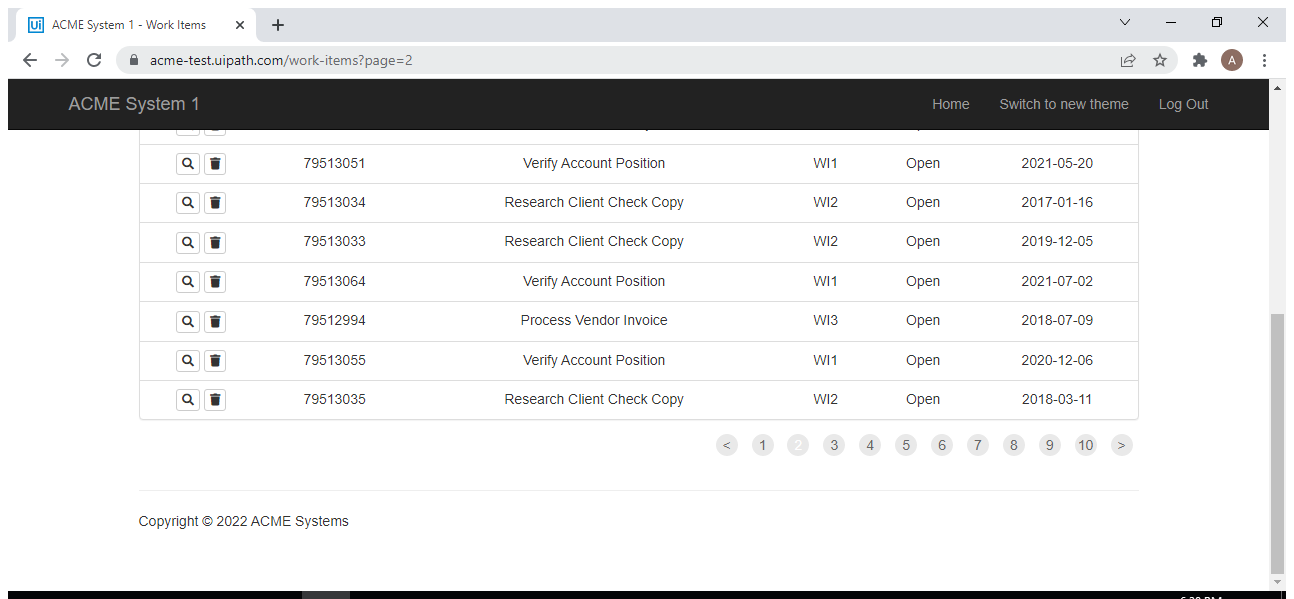 ACME System 1 - Work Items
acme-test.uipath.com/work-items?page=2
A
ACME System 1 Home Switch to new theme Log Out
79513051 Verify Account Position WI1 Open 2021-05-20
79513034 Research Client Check Copy WI2 Open 2017-01-16
79513033 Research Client Check Copy WI2 Open 2019-12-05
79513064 Verify Account Position WI1 Open 2021-07-02
79512994 Process Vendor Invoice WI3 Open 2018-07-09
79513055 Verify Account Position WI1 Open 2020-12-06
79513035 Research Client Check Copy WI2 Open 2018-03-11
< 1 2 3 4 5 6 7 8 9 10 >
Copyright © 2022 ACME Systems